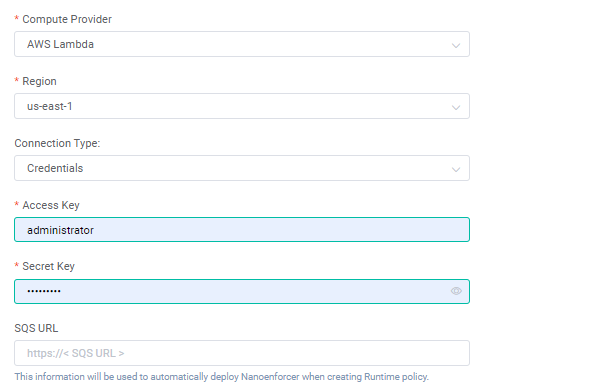 * Compute Provider
AWS Lambda
* Region
us-east-1
Connection Type:
Credentials
* Access Key
administrator
* Secret Key
•••••••••
SQS URL
https://< SQS URL >
This information will be used to automatically deploy Nanoenforcer when creating Runtime policy.